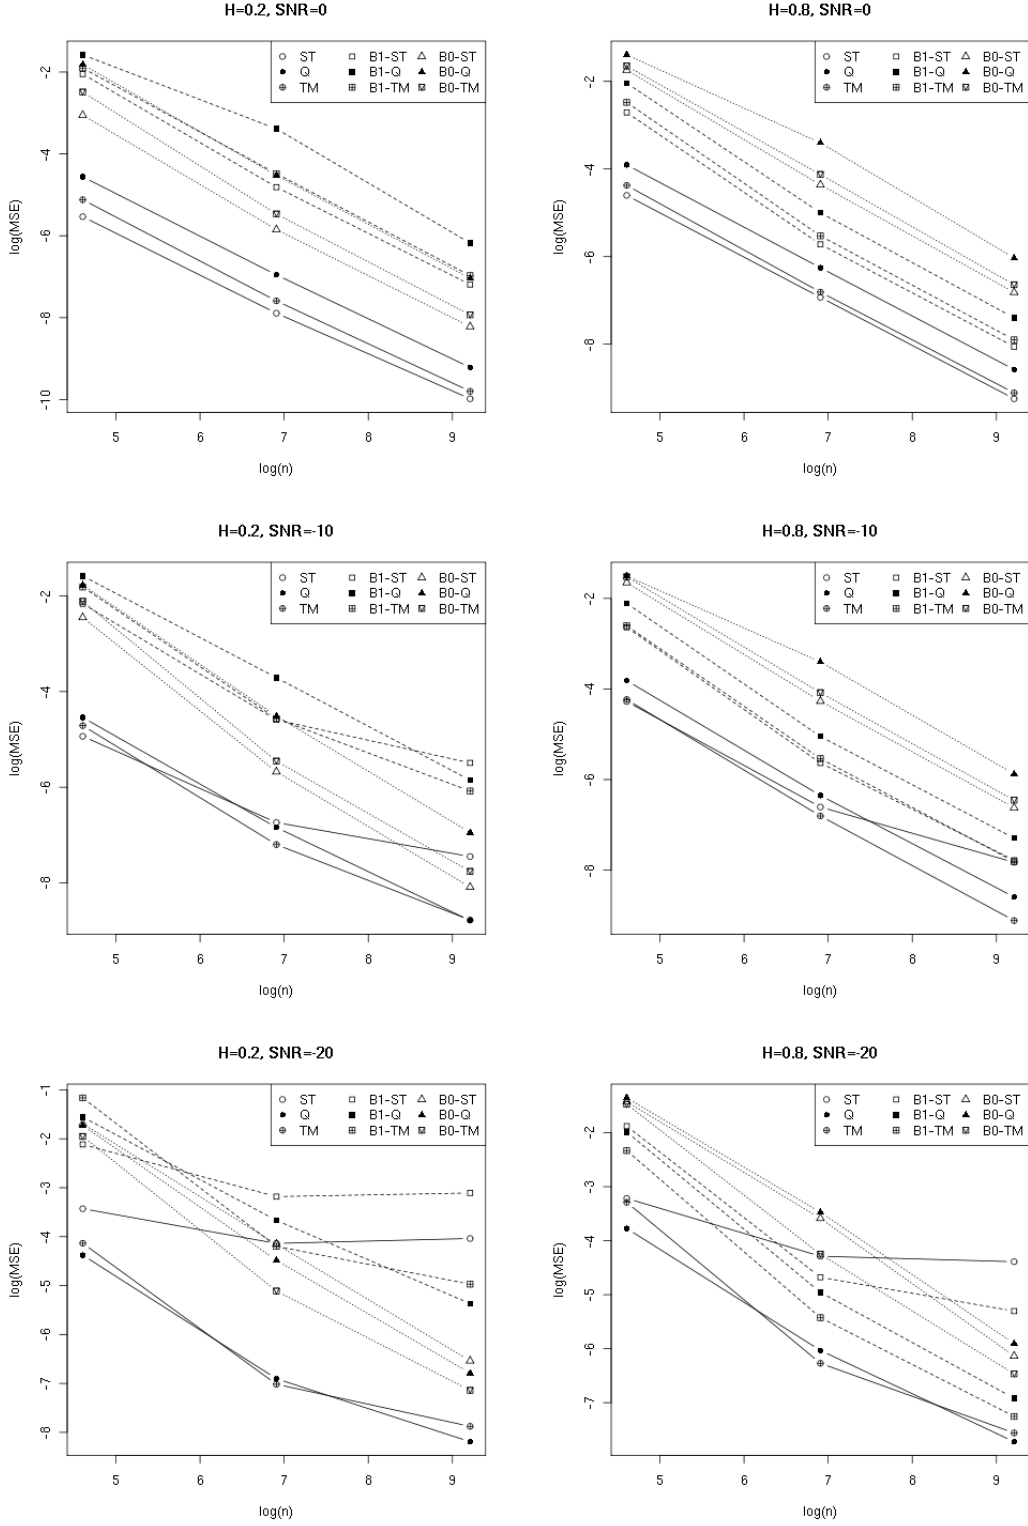 H=0.2, SNR=0
ST B1-ST B0-ST
Q B1-Q B0-Q
TM B1-TM B0-TM
log(MSE)
-2
-4
-6
-8
-10
5 6 7 8 9
log(n)
H=0.8, SNR=0
ST B1-ST B0-ST
Q B1-Q B0-Q
TM B1-TM B0-TM
log(MSE)
-2
-4
-6
-8
5 6 7 8 9
log(n)
H=0.2, SNR=-10
ST B1-ST B0-ST
Q B1-Q B0-Q
TM B1-TM B0-TM
log(MSE)
-2
-4
-6
-8
5 6 7 8 9
log(n)
H=0.8, SNR=-10
ST B1-ST B0-ST
Q B1-Q B0-Q
TM B1-TM B0-TM
log(MSE)
-2
-4
-6
-8
5 6 7 8 9
log(n)
H=0.2, SNR=-20
ST B1-ST B0-ST
Q B1-Q B0-Q
TM B1-TM B0-TM
log(MSE)
-1
-2
-3
-4
-5
-6
-7
-8
5 6 7 8 9
log(n)
H=0.8, SNR=-20
ST B1-ST B0-ST
Q B1-Q B0-Q
TM B1-TM B0-TM
log(MSE)
-2
-3
-4
-5
-6
-7
5 6 7 8 9
log(n)